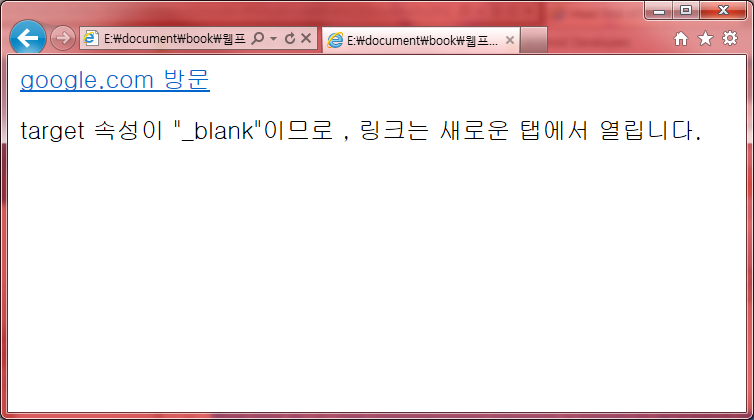 E:\document\book\웹프
E:\document\book\웹프...
google.com 방문
target 속성이 "_blank"이므로 , 링크는 새로운 탭에서 열립니다.